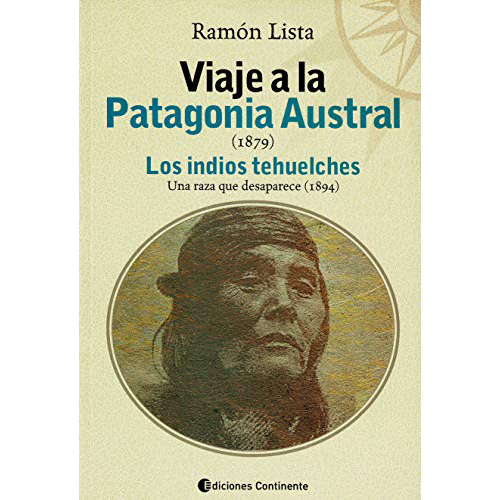 Ramón Lista
Viaje a la
Patagonia Austral
(1879)
Los indios tehuelches
Una raza que desaparece (1894)
Ediciones Continente